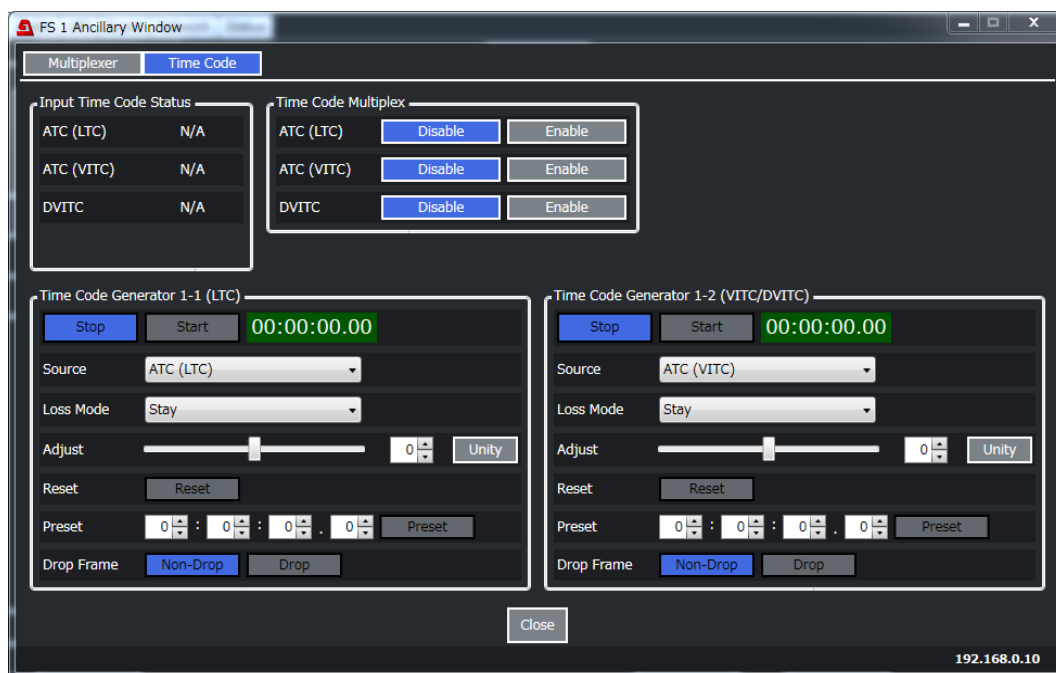 FS 1 Ancillary Window
Multiplexer Time Code
Input Time Code Status
ATC (LTC) N/A
ATC (VITC) N/A
DVITC N/A
Time Code Multiplex
ATC (LTC) Disable Enable
ATC (VITC) Disable Enable
DVITC Disable Enable
Time Code Generator 1-1 (LTC)
Stop Start 00:00:00.00
Source ATC (LTC)
Loss Mode Stay
Adjust 0 Unity
Reset Reset
Preset 0 : 0 : 0 . 0 Preset
Drop Frame Non-Drop Drop
Time Code Generator 1-2 (VITC/DVITC)
Stop Start 00:00:00.00
Source ATC (VITC)
Loss Mode Stay
Adjust 0 Unity
Reset Reset
Preset 0 : 0 : 0 . 0 Preset
Drop Frame Non-Drop Drop
Close
192.168.0.10